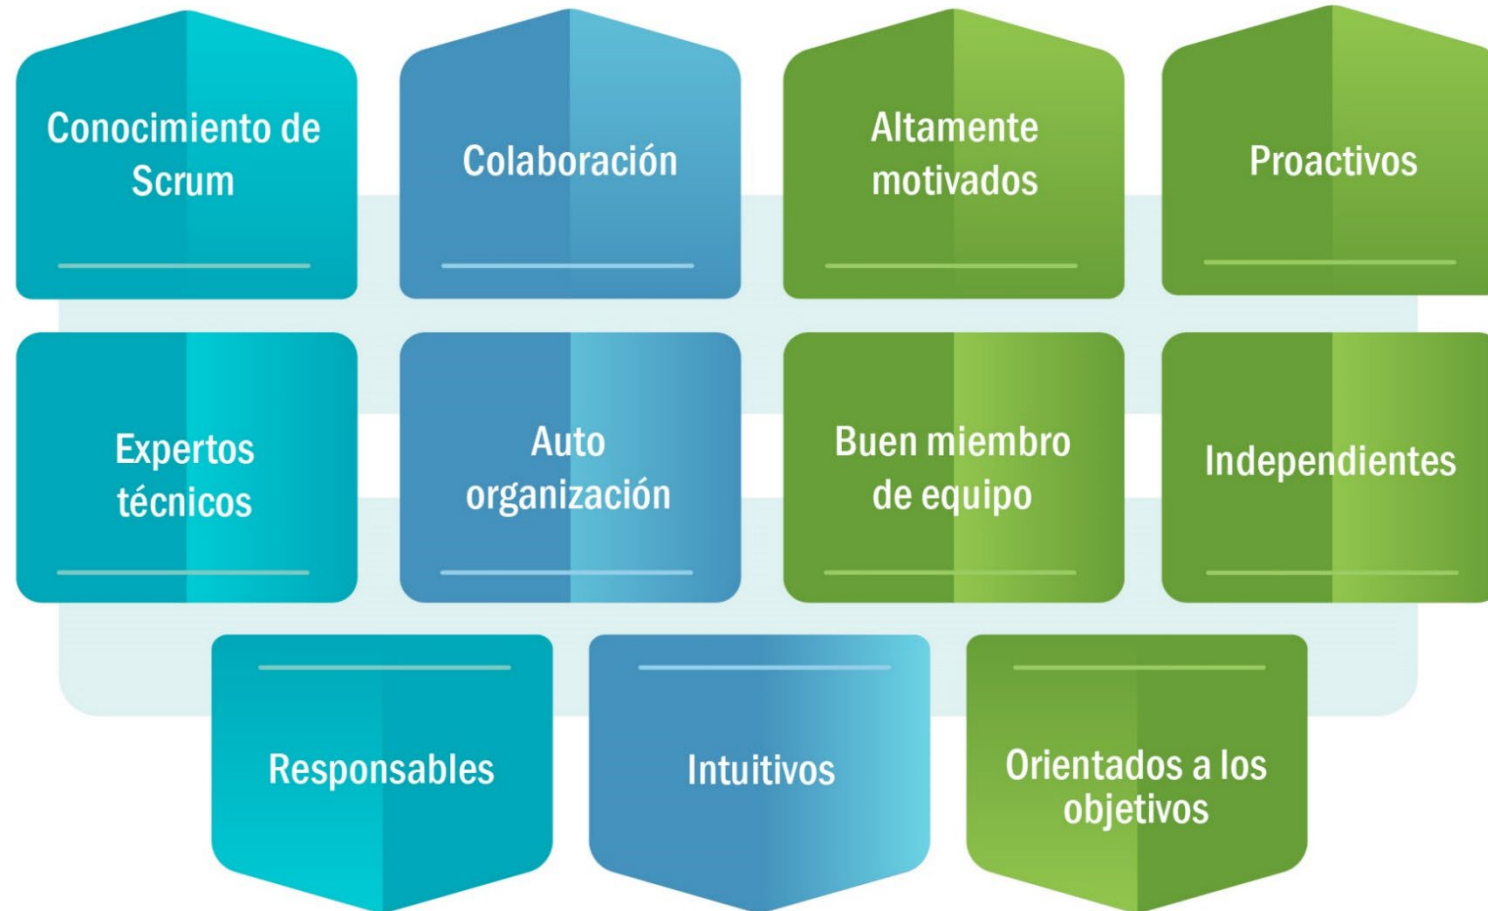 Conocimiento de
Scrum
Colaboración
Altamente
motivados
Proactivos
Expertos
técnicos
Auto
organización
Buen miembro
de equipo
Independientes
Responsables
Intuitivos
Orientados a los
objetivos